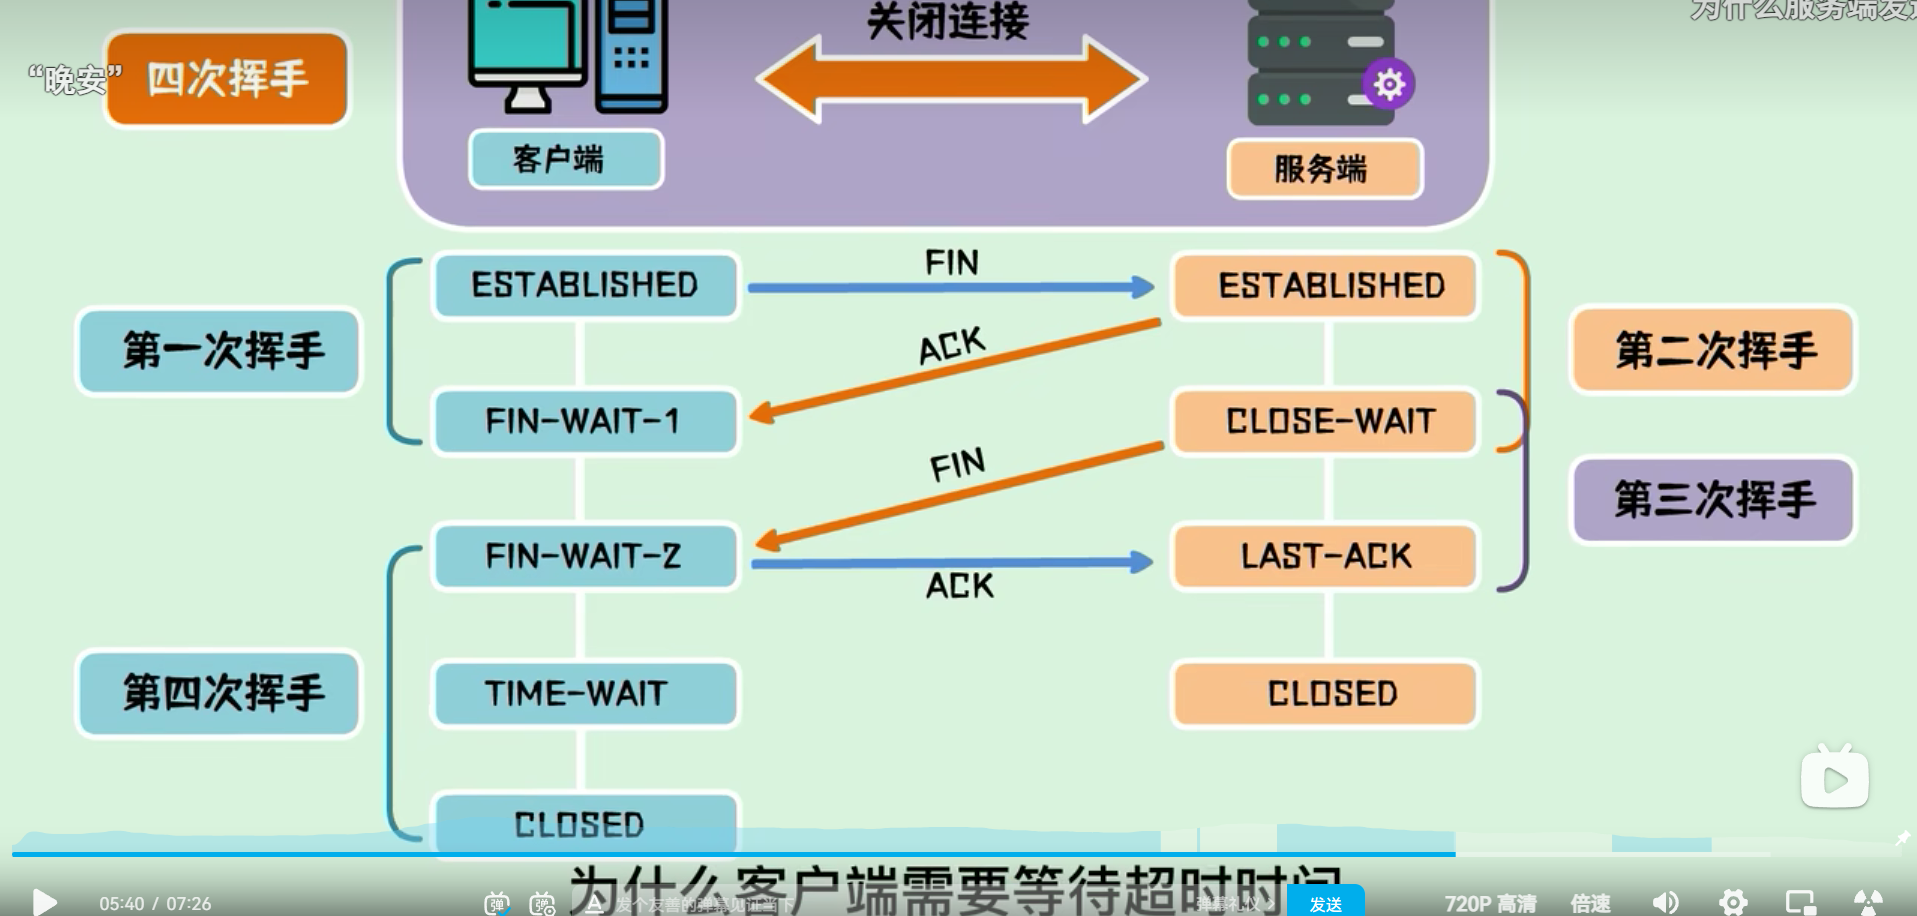 为什么服务端发送
关闭连接
“晚安”
四次挥手
客户端
服务端
ESTABLISHED
FIN
ESTABLISHED
第一次挥手
ACK
第二次挥手
FIN-WAIT-1
CLOSE-WAIT
FIN
第三次挥手
FIN-WAIT-2
LAST-ACK
ACK
第四次挥手
TIME-WAIT
CLOSED
CLOSED
为什么客户端需要等待超时时间
05:40 / 07:26
弹
弹
A
发个友善的弹幕见证当下
弹幕礼仪 >
发送
720P 高清
倍速